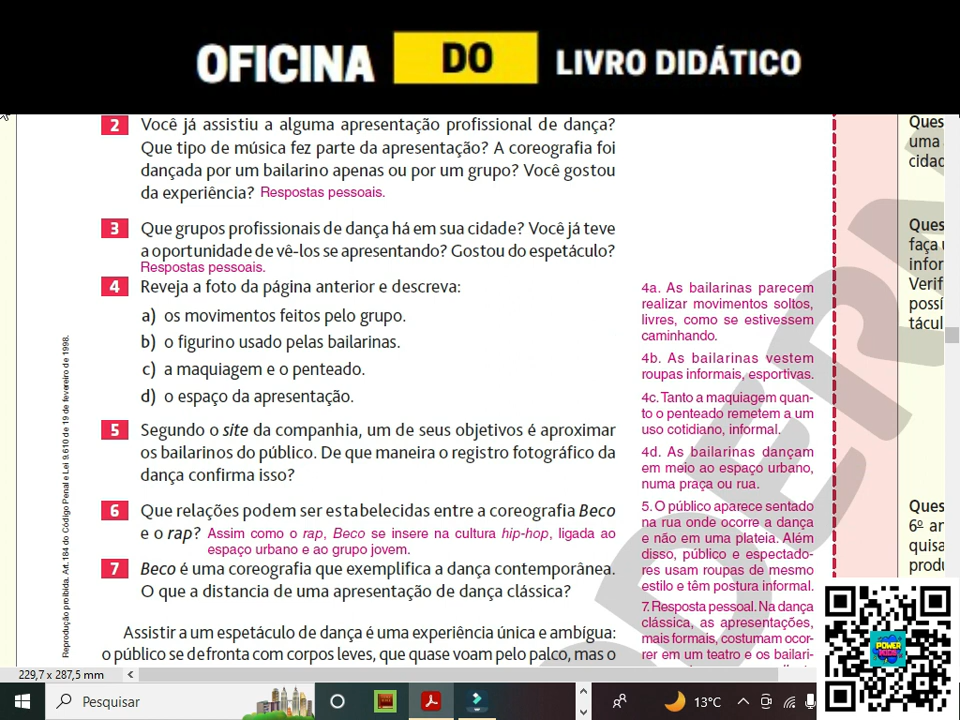 OFICINA DO LIVRO DIDÁTICO
2 Você já assistiu a alguma apresentação profissional de dança?
Que tipo de música fez parte da apresentação? A coreografia foi
dançada por um bailarino apenas ou por um grupo? Você gostou
da experiência? Respostas pessoais.
3 Que grupos profissionais de dança há em sua cidade? Você já teve
a oportunidade de vê-los se apresentando? Gostou do espetáculo?
Respostas pessoais.
4 Reveja a foto da página anterior e descreva:
a) os movimentos feitos pelo grupo.
b) o figurino usado pelas bailarinas.
c) a maquiagem e o penteado.
d) o espaço da apresentação.
5 Segundo o site da companhia, um de seus objetivos é aproximar
os bailarinos do público. De que maneira o registro fotográfico da
dança confirma isso?
6 Que relações podem ser estabelecidas entre a coreografia Beco
e o rap? Assim como o rap, Beco se insere na cultura hip-hop, ligada ao
espaço urbano e ao grupo jovem.
7 Beco é uma coreografia que exemplifica a dança contemporânea.
O que a distancia de uma apresentação de dança clássica?
Assistir a um espetáculo de dança é uma experiência única e ambígua:
o público se defronta com corpos leves, que quase voam pelo palco, mas o
4a. As bailarinas parecem
realizar movimentos soltos,
livres, como se estivessem
caminhando.
4b. As bailarinas vestem
roupas informais, esportivas.
4c. Tanto a maquiagem quan-
to o penteado remetem a um
uso cotidiano, informal.
4d. As bailarinas dançam
em meio ao espaço urbano,
numa praça ou rua.
5. O público aparece sentado
na rua onde ocorre a dança
e não em uma plateia. Além
disso, público e espectado-
res usam roupas de mesmo
estilo e têm postura informal.
7. Resposta pessoal. Na dança
clássica, as apresentações,
mais formais, costumam ocor-
rer em um teatro e os bailari-
Reprodução proibida. Art.184 do Código Penal e Lei 9.610 de 19 de fevereiro de 1998.
Ques
uma
cidad
Ques
faça u
infor
Verif
possí
tácul
Ques
6º an
quisa
produ
229,7 x 287,5 mm
Pesquisar
13°C